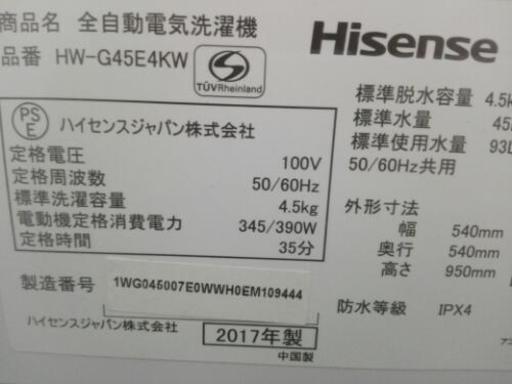 商品名 全自動電気洗濯機
品番 HW-G45E4KW
TÜVRheinland
Hisense
PS
E
ハイセンスジャパン株式会社
定格電圧 100V
定格周波数 50/60Hz
標準洗濯容量 4.5kg
電動機定格消費電力 345/390W
定格時間 35分
製造番号 1WG045007E0WWH0EM109444
ハイセンスジャパン株式会社 2017年製
中国製
標準脱水容量 4.5k
標準水量 45
標準使用水量 93
50/60Hz共用
外形寸法
幅 540mm
奥行 540mm
高さ 950mm
防水等級 IPX4